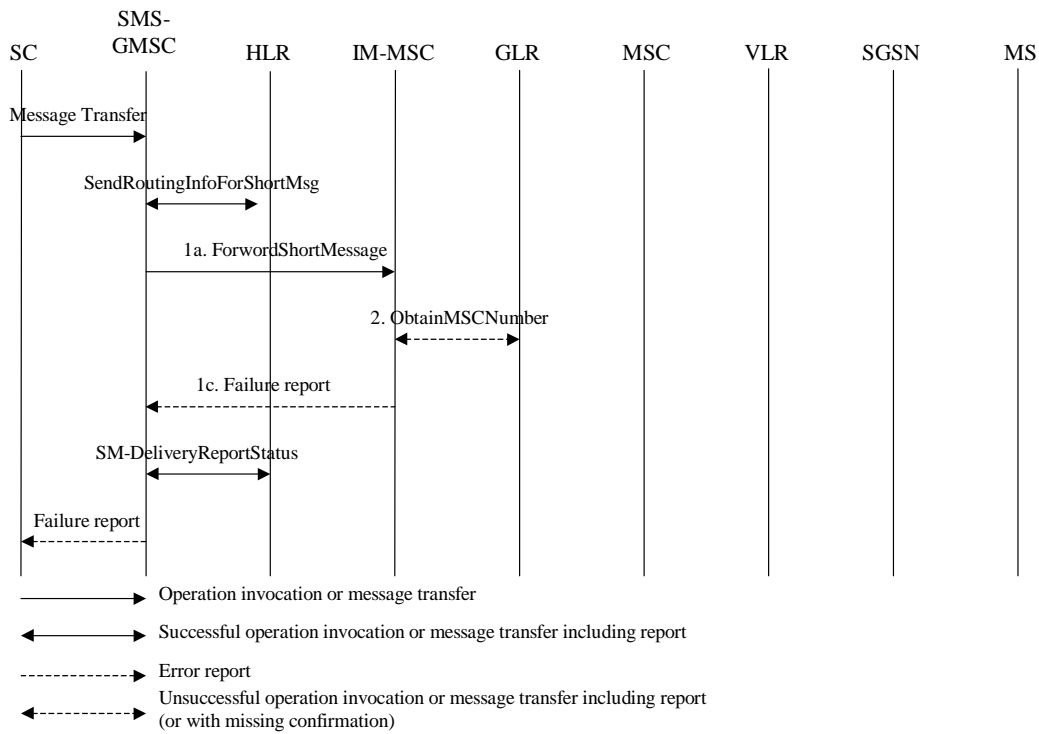 SMS-
GMSC
SC HLR IM-MSC GLR MSC VLR SGSN MS
Message Transfer
SendRoutingInfoForShortMsg
1a. ForwordShortMessage
2. ObtainMSCNumber
1c. Failure report
SM-DeliveryReportStatus
Failure report
Operation invocation or message transfer
Successful operation invocation or message transfer including report
Error report
Unsuccessful operation invocation or message transfer including report
(or with missing confirmation)